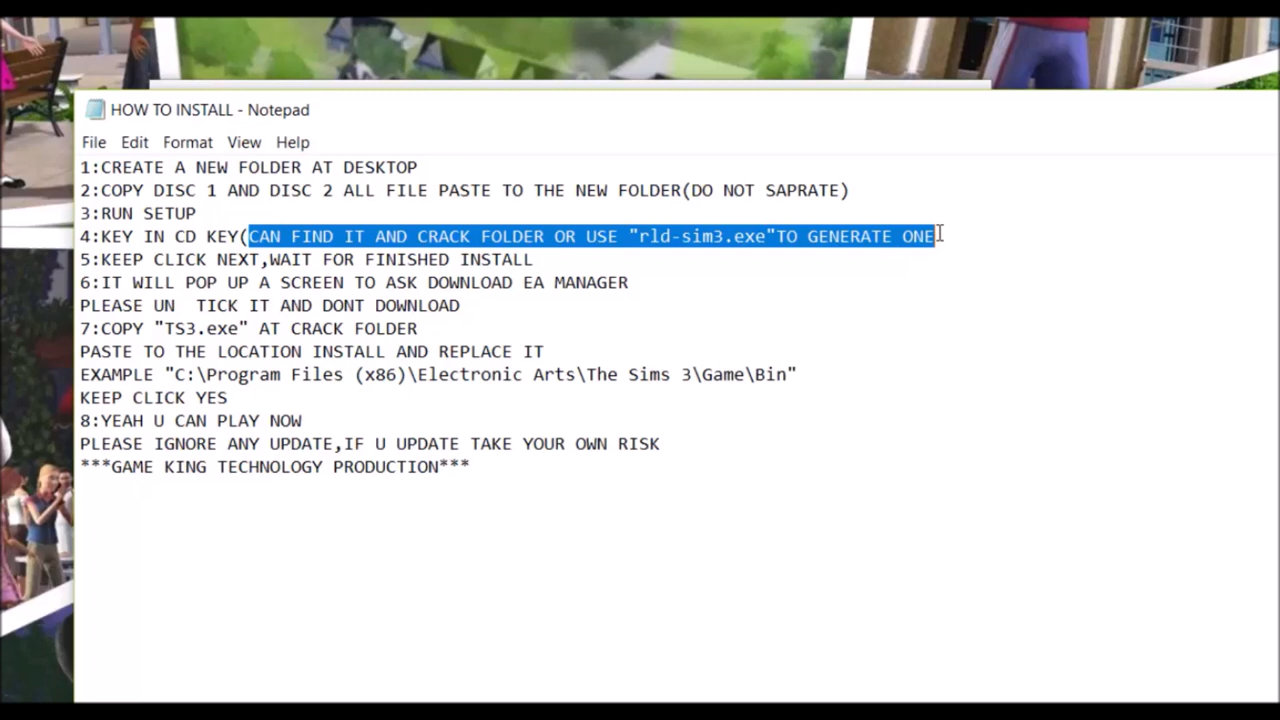 HOW TO INSTALL - Notepad
File Edit Format View Help
1:CREATE A NEW FOLDER AT DESKTOP
2:COPY DISC 1 AND DISC 2 ALL FILE PASTE TO THE NEW FOLDER(DO NOT SAPRATE)
3:RUN SETUP
4:KEY IN CD KEY(CAN FIND IT AND CRACK FOLDER OR USE "rld-sim3.exe"TO GENERATE ONE
5:KEEP CLICK NEXT,WAIT FOR FINISHED INSTALL
6:IT WILL POP UP A SCREEN TO ASK DOWNLOAD EA MANAGER
PLEASE UN  TICK IT AND DONT DOWNLOAD
7:COPY "TS3.exe" AT CRACK FOLDER
PASTE TO THE LOCATION INSTALL AND REPLACE IT
EXAMPLE "C:\Program Files (x86)\Electronic Arts\The Sims 3\Game\Bin"
KEEP CLICK YES
8:YEAH U CAN PLAY NOW
PLEASE IGNORE ANY UPDATE,IF U UPDATE TAKE YOUR OWN RISK
***GAME KING TECHNOLOGY PRODUCTION***